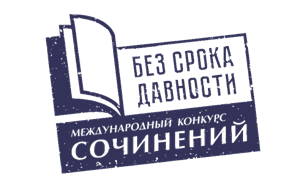 БЕЗ СРОКА
ДАВНОСТИ
МЕЖДУНАРОДНЫЙ КОНКУРС
СОЧИНЕНИЙ